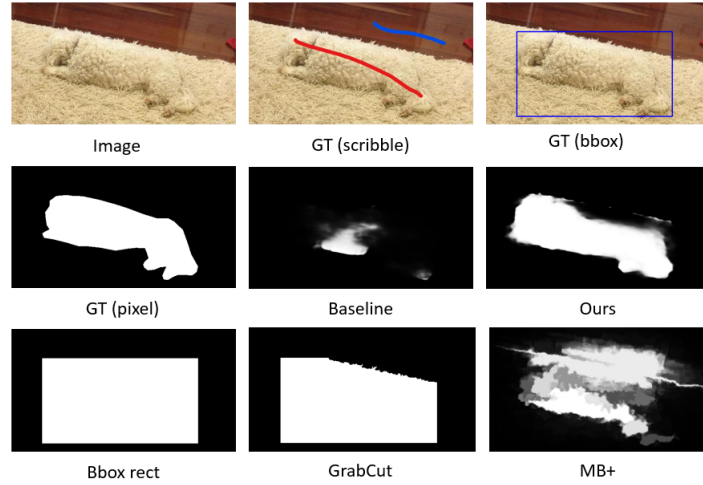 Image
GT (scribble)
GT (bbox)
GT (pixel)
Baseline
Ours
Bbox rect
GrabCut
MB+